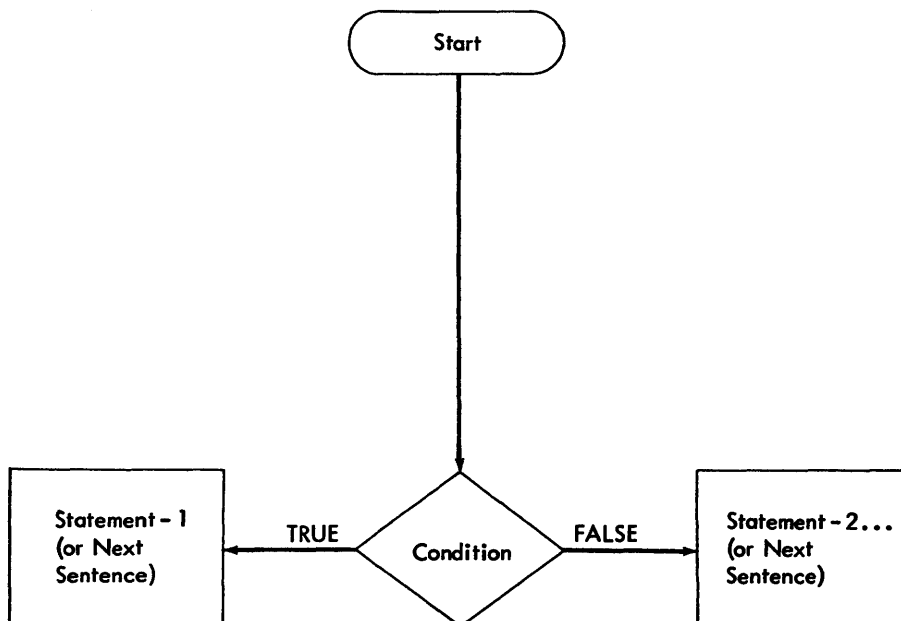 Start
Statement - 1
(or Next
Sentence)
TRUE
Condition
FALSE
Statement - 2...
(or Next
Sentence)